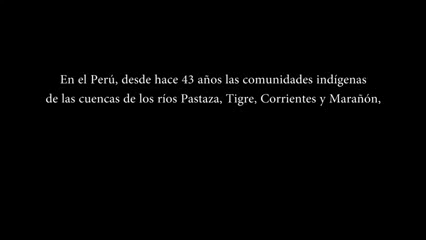 En el Perú, desde hace 43 años las comunidades indígenas
de las cuencas de los ríos Pastaza, Tigre, Corrientes y Marañón,